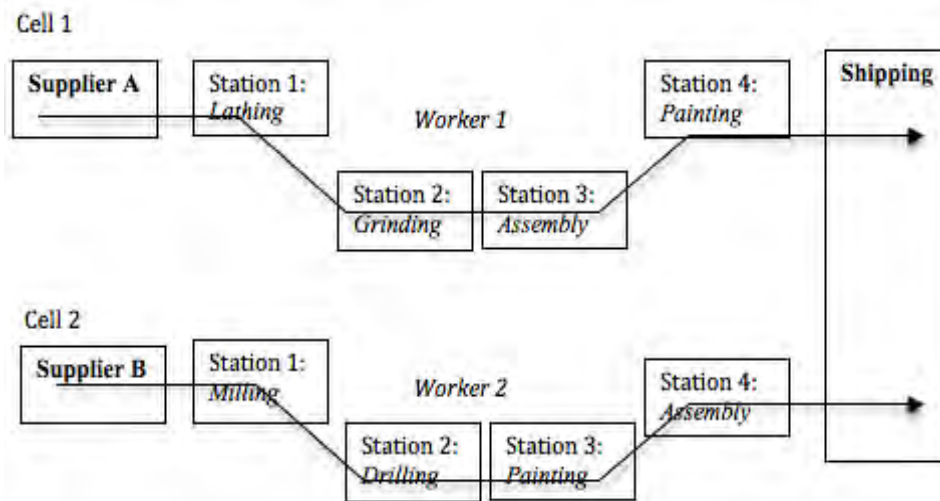 Cell 1
Supplier A
Station 1:
Lathing
Worker 1
Station 2:
Grinding
Station 3:
Assembly
Station 4:
Painting
Shipping
Cell 2
Supplier B
Station 1:
Milling
Worker 2
Station 2:
Drilling
Station 3:
Painting
Station 4:
Assembly